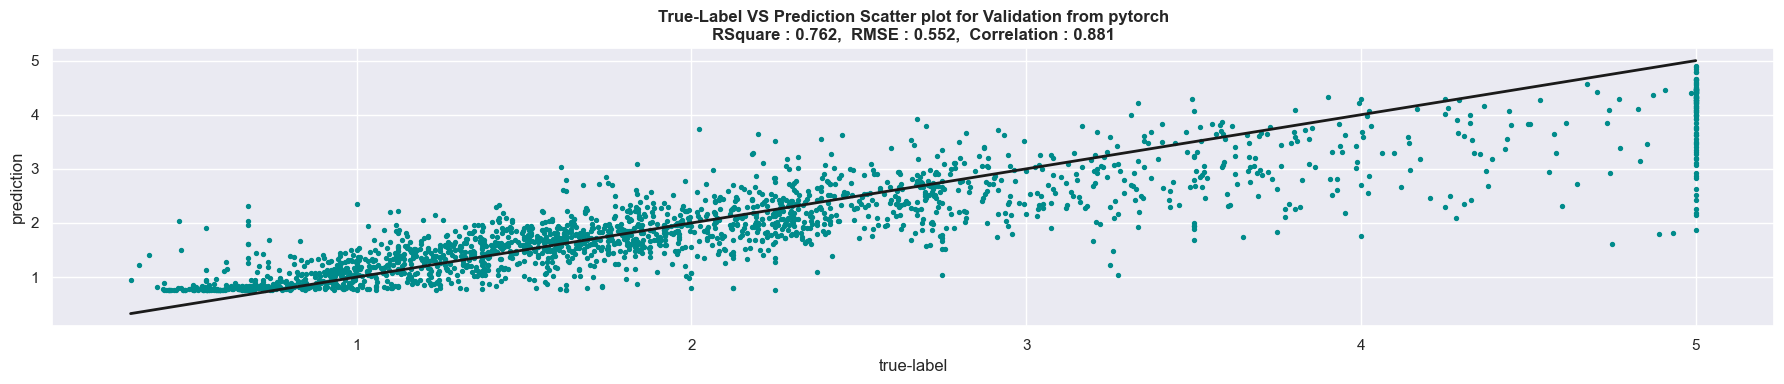 True-Label VS Prediction Scatter plot for Validation from pytorch
RSquare : 0.762,  RMSE : 0.552,  Correlation : 0.881
5
4
3
2
1
prediction
1 2 3 4 5
true-label